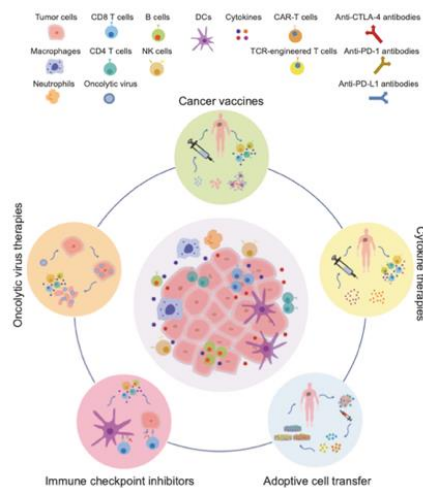 Tumor cells CD8 T cells B cells DCs Cytokines CAR-T cells Anti-CTLA-4 antibodies
Macrophages CD4 T cells NK cells TCR-engineered T cells Anti-PD-1 antibodies
Neutrophils Oncolytic virus Anti-PD-L1 antibodies
Cancer vaccines
Oncolytic virus therapies
Cytokine therapies
Immune checkpoint inhibitors
Adoptive cell transfer